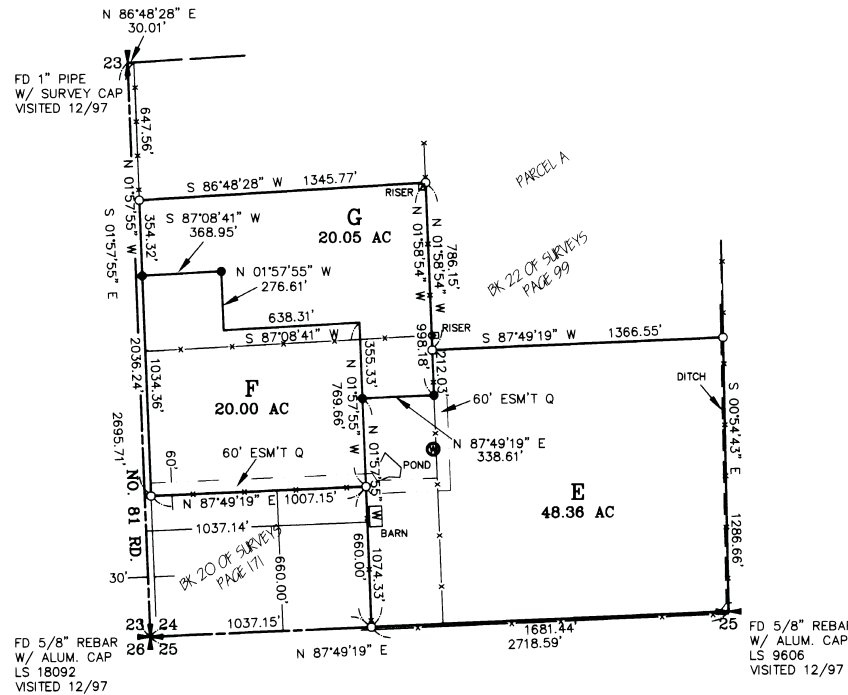 N 86°48'28" E
30.01'
23
FD 1" PIPE
W/ SURVEY CAP
VISITED 12/97
647.56'
N 01°57'55" W
S 01°57'55" E
S 86°48'28" W 1345.77'
RISER
PARCEL A
G
20.05 AC
S 87°08'41" W
368.95'
354.32'
N 01°57'55" W
276.61'
N 01°58'54" W
N 01°58'54" W
786.15'
998.18'
BK 22 OF SURVEYS
PAGE 99
RISER
638.31'
S 87°08'41" W
S 87°49'19" W 1366.55'
2036.24'
1034.36'
355.33'
N 01°57'55" W
769.66'
212.03'
DITCH
S 00°54'43" E
1286.66'
F
20.00 AC
60' ESM'T Q
N 87°49'19" E
338.61'
2695.71'
60'
60' ESM'T Q
N 01°57'55" W
POND
W
E
48.36 AC
N 87°49'19" E 1007.15'
NO. 81 RD.
1037.14'
W
BARN
BK 20 OF SURVEYS
PAGE 171
30'
660.00'
660.00'
1074.33'
1037.15'
23 24
26 25
FD 5/8" REBAR
W/ ALUM. CAP
LS 18092
VISITED 12/97
N 87°49'19" E
1681.44'
2718.59'
25
FD 5/8" REBAR
W/ ALUM. CAP
LS 9606
VISITED 12/97